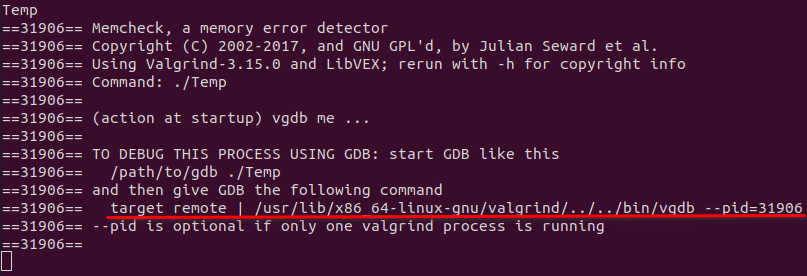 Temp
==31906== Memcheck, a memory error detector
==31906== Copyright (C) 2002-2017, and GNU GPL'd, by Julian Seward et al.
==31906== Using Valgrind-3.15.0 and LibVEX; rerun with -h for copyright info
==31906== Command: ./Temp
==31906==
==31906== (action at startup) vgdb me ...
==31906==
==31906== TO DEBUG THIS PROCESS USING GDB: start GDB like this
==31906==   /path/to/gdb ./Temp
==31906== and then give GDB the following command
==31906==   target remote | /usr/lib/x86_64-linux-gnu/valgrind/../../bin/vgdb --pid=31906
==31906== --pid is optional if only one valgrind process is running
==31906==